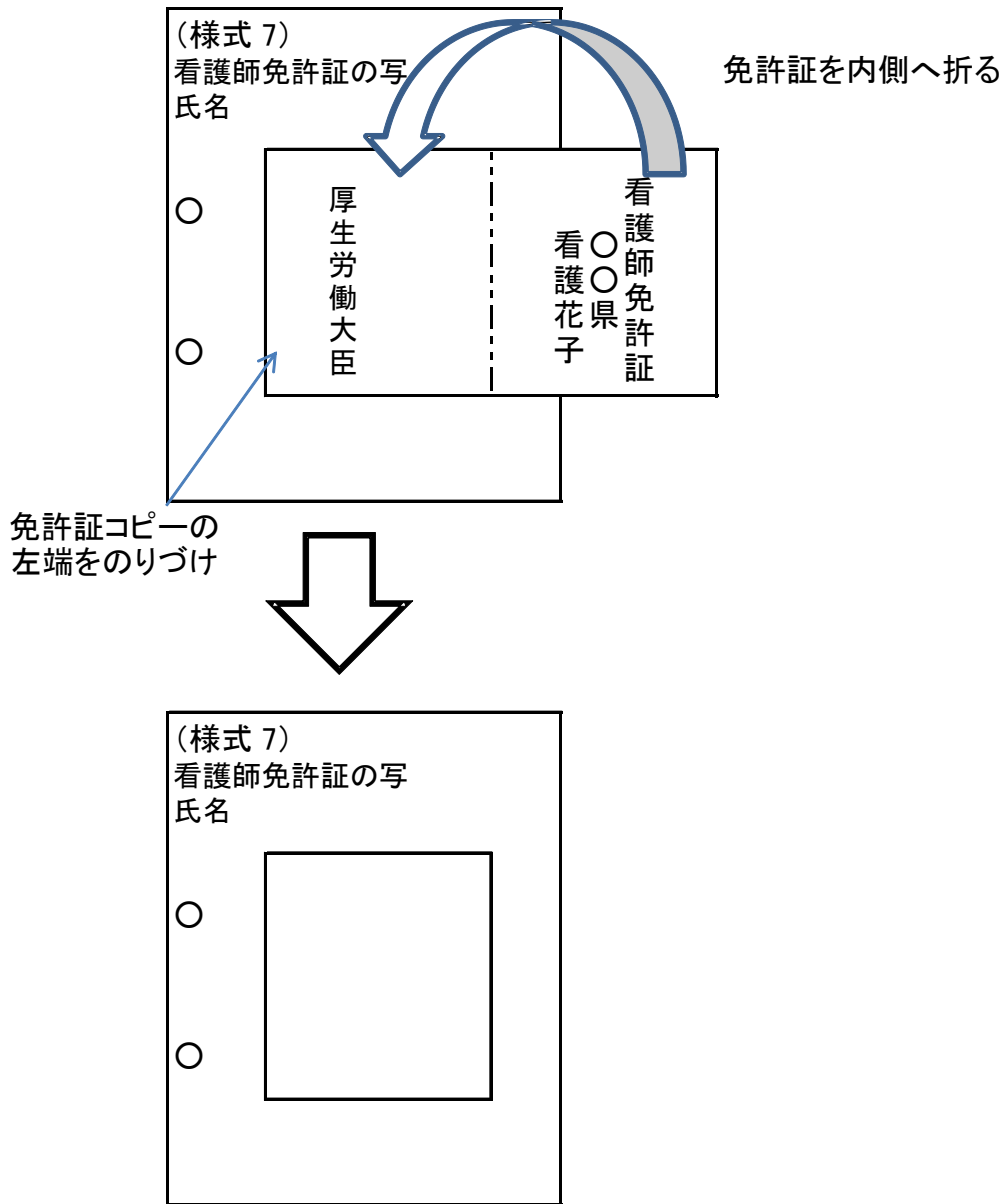 (様式 7)
看護師免許証の写
氏名
免許証を内側へ折る
看護師免許証
〇〇県
看護花子
厚生労働大臣
免許証コピーの
左端をのりづけ
(様式 7)
看護師免許証の写
氏名